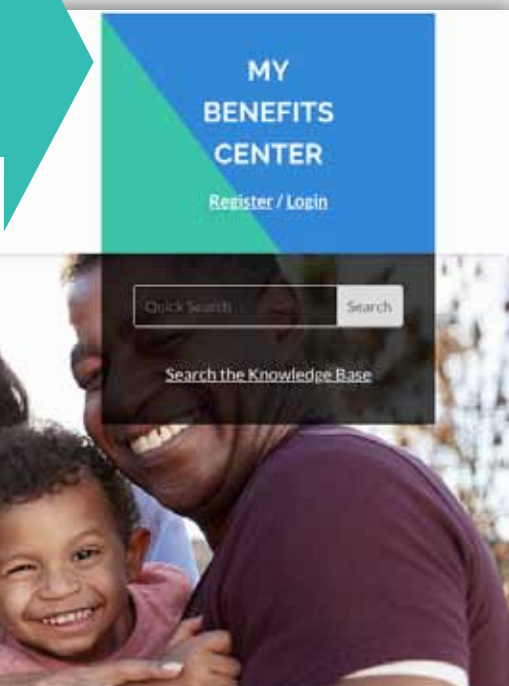 MY
BENEFITS
CENTER
Register / Login
Quick Search
Search
Search the Knowledge Base